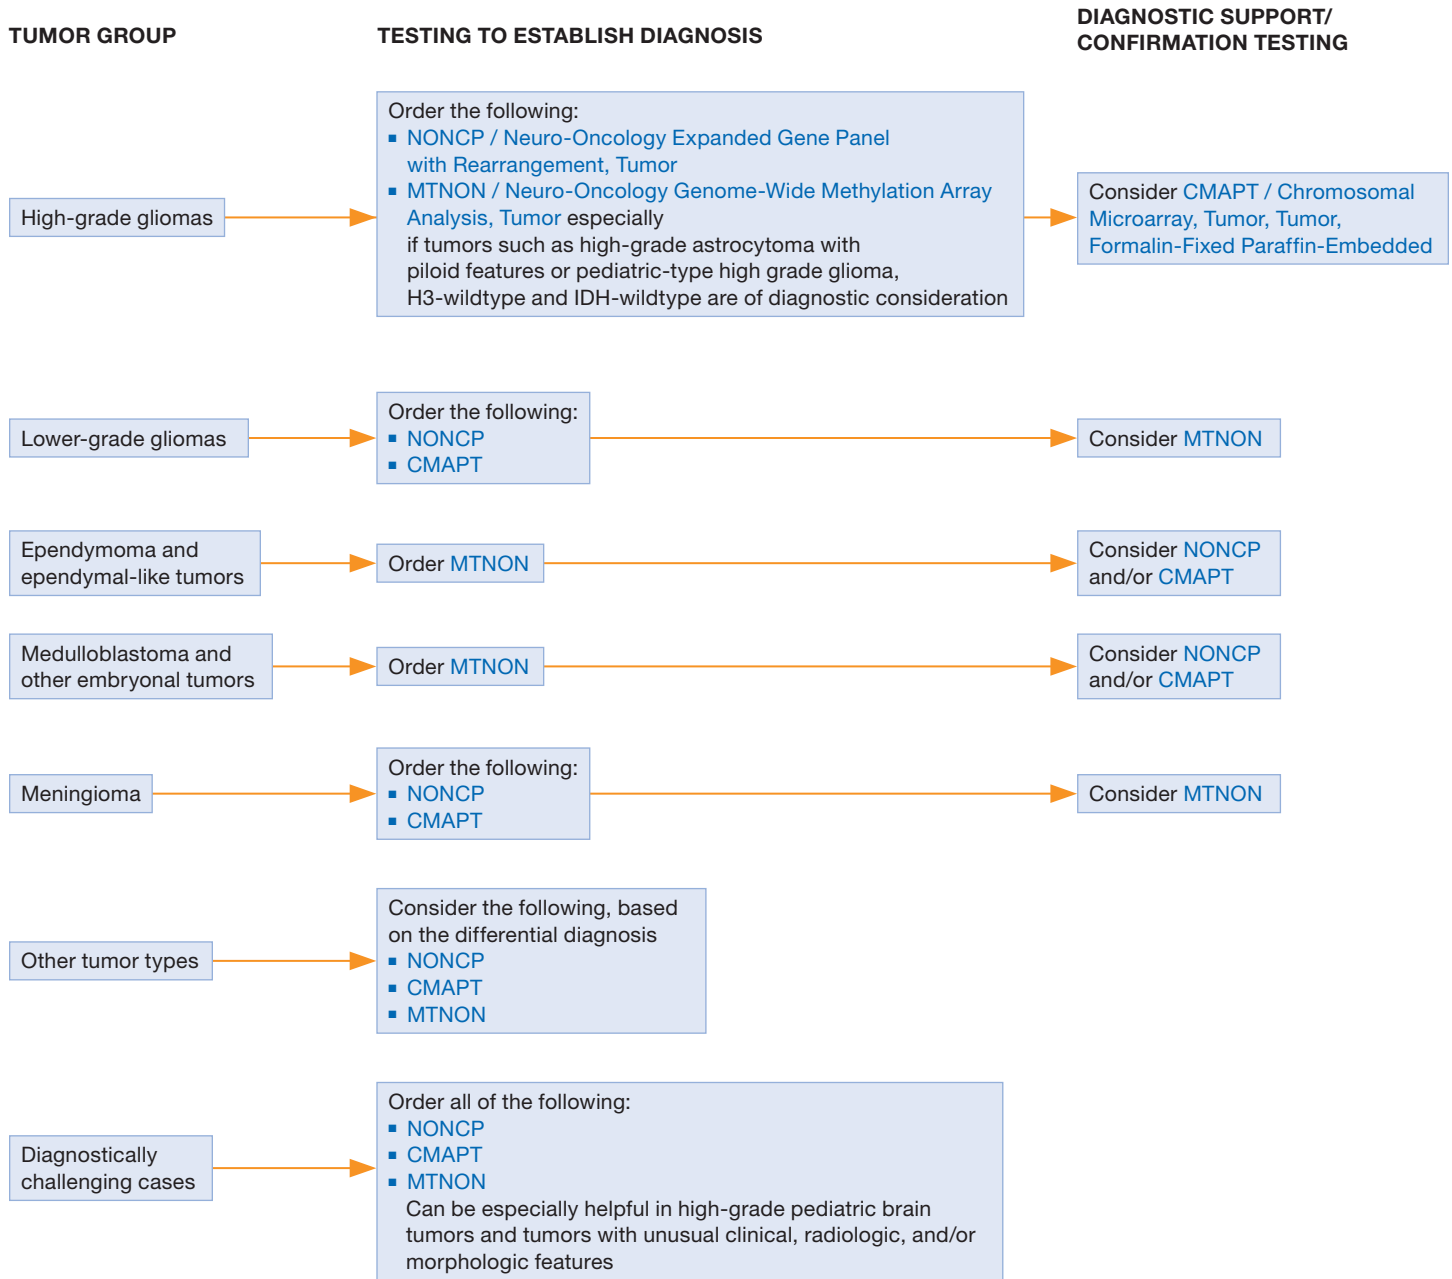 TUMOR GROUP
TESTING TO ESTABLISH DIAGNOSIS
DIAGNOSTIC SUPPORT/
CONFIRMATION TESTING
High-grade gliomas
Order the following:
▪ NONCP / Neuro-Oncology Expanded Gene Panel
with Rearrangement, Tumor
▪ MTNON / Neuro-Oncology Genome-Wide Methylation Array
Analysis, Tumor especially
if tumors such as high-grade astrocytoma with
piloid features or pediatric-type high grade glioma,
H3-wildtype and IDH-wildtype are of diagnostic consideration
Consider CMAPT / Chromosomal
Microarray, Tumor, Tumor,
Formalin-Fixed Paraffin-Embedded
Lower-grade gliomas
Order the following:
▪ NONCP
▪ CMAPT
Consider MTNON
Ependymoma and
ependymal-like tumors
Order MTNON
Consider NONCP
and/or CMAPT
Medulloblastoma and
other embryonal tumors
Order MTNON
Consider NONCP
and/or CMAPT
Meningioma
Order the following:
▪ NONCP
▪ CMAPT
Consider MTNON
Other tumor types
Consider the following, based
on the differential diagnosis
▪ NONCP
▪ CMAPT
▪ MTNON
Diagnostically
challenging cases
Order all of the following:
▪ NONCP
▪ CMAPT
▪ MTNON
Can be especially helpful in high-grade pediatric brain
tumors and tumors with unusual clinical, radiologic, and/or
morphologic features